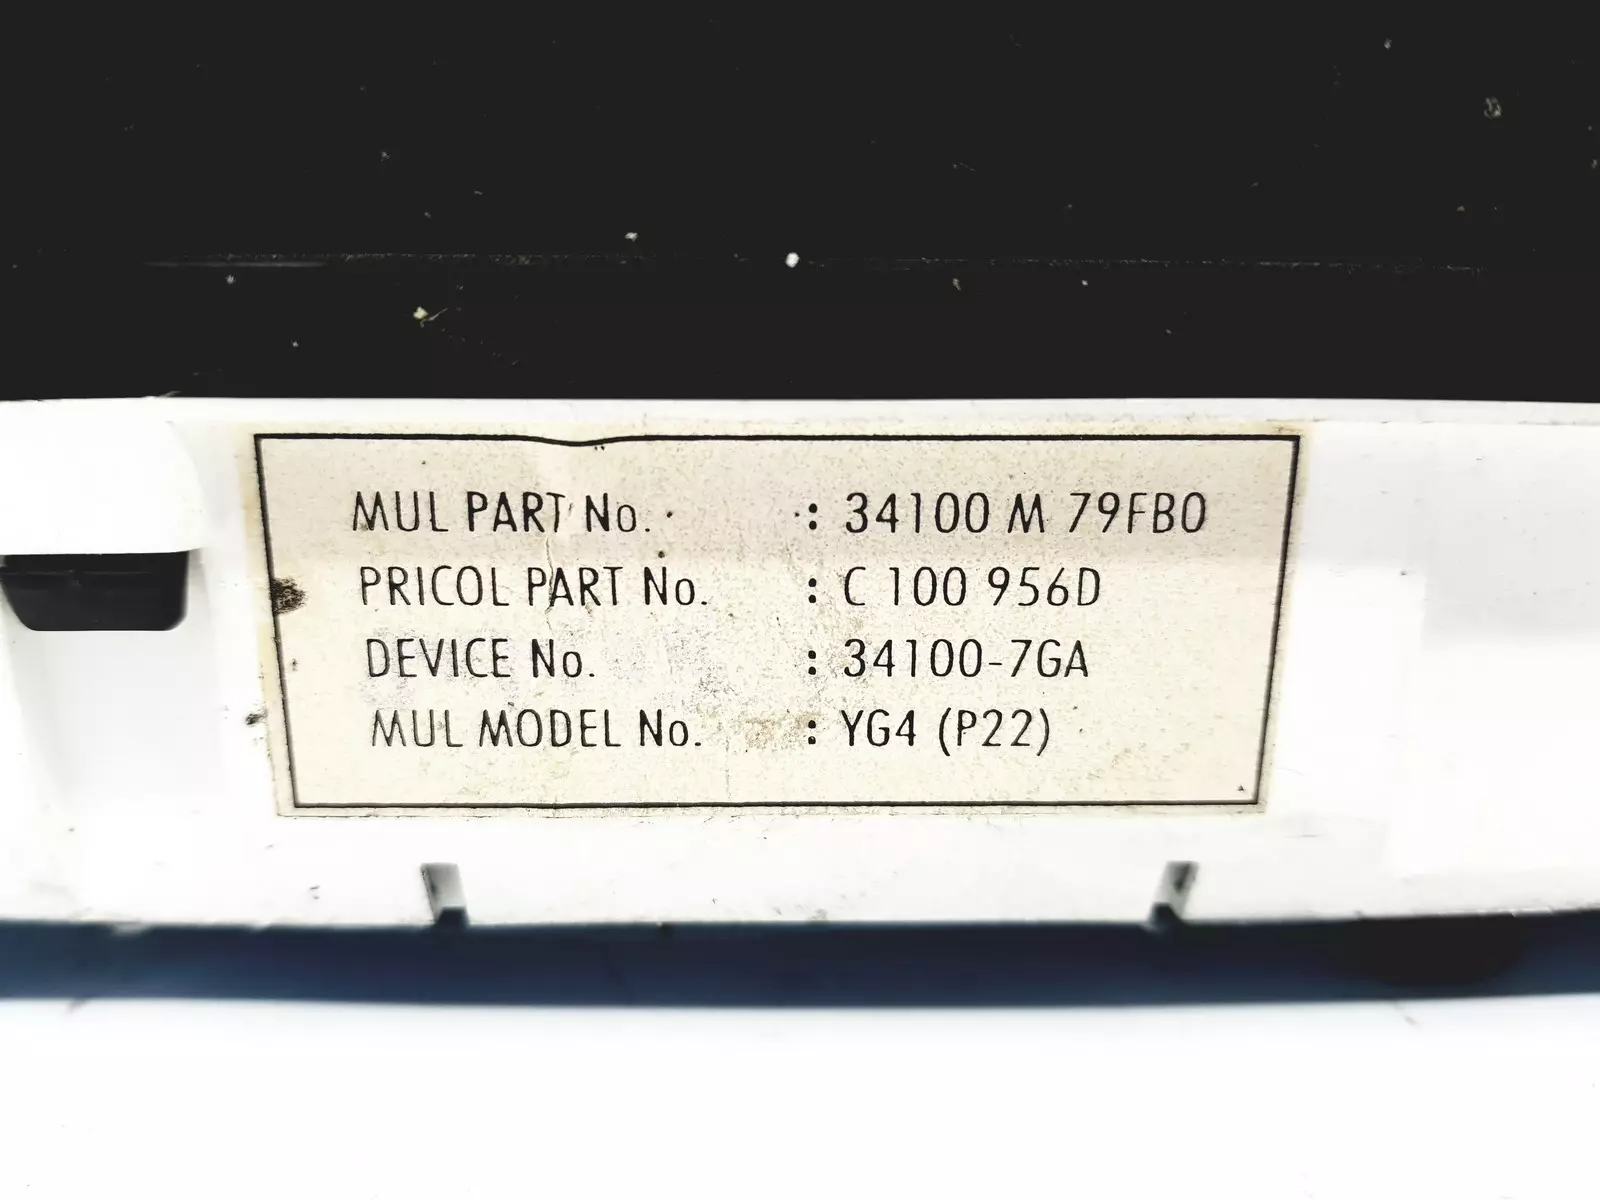 MUL PART No. : 34100 M 79FB0
PRICOL PART No. : C 100 956D
DEVICE No. : 34100-7GA
MUL MODEL No. : YG4 (P22)